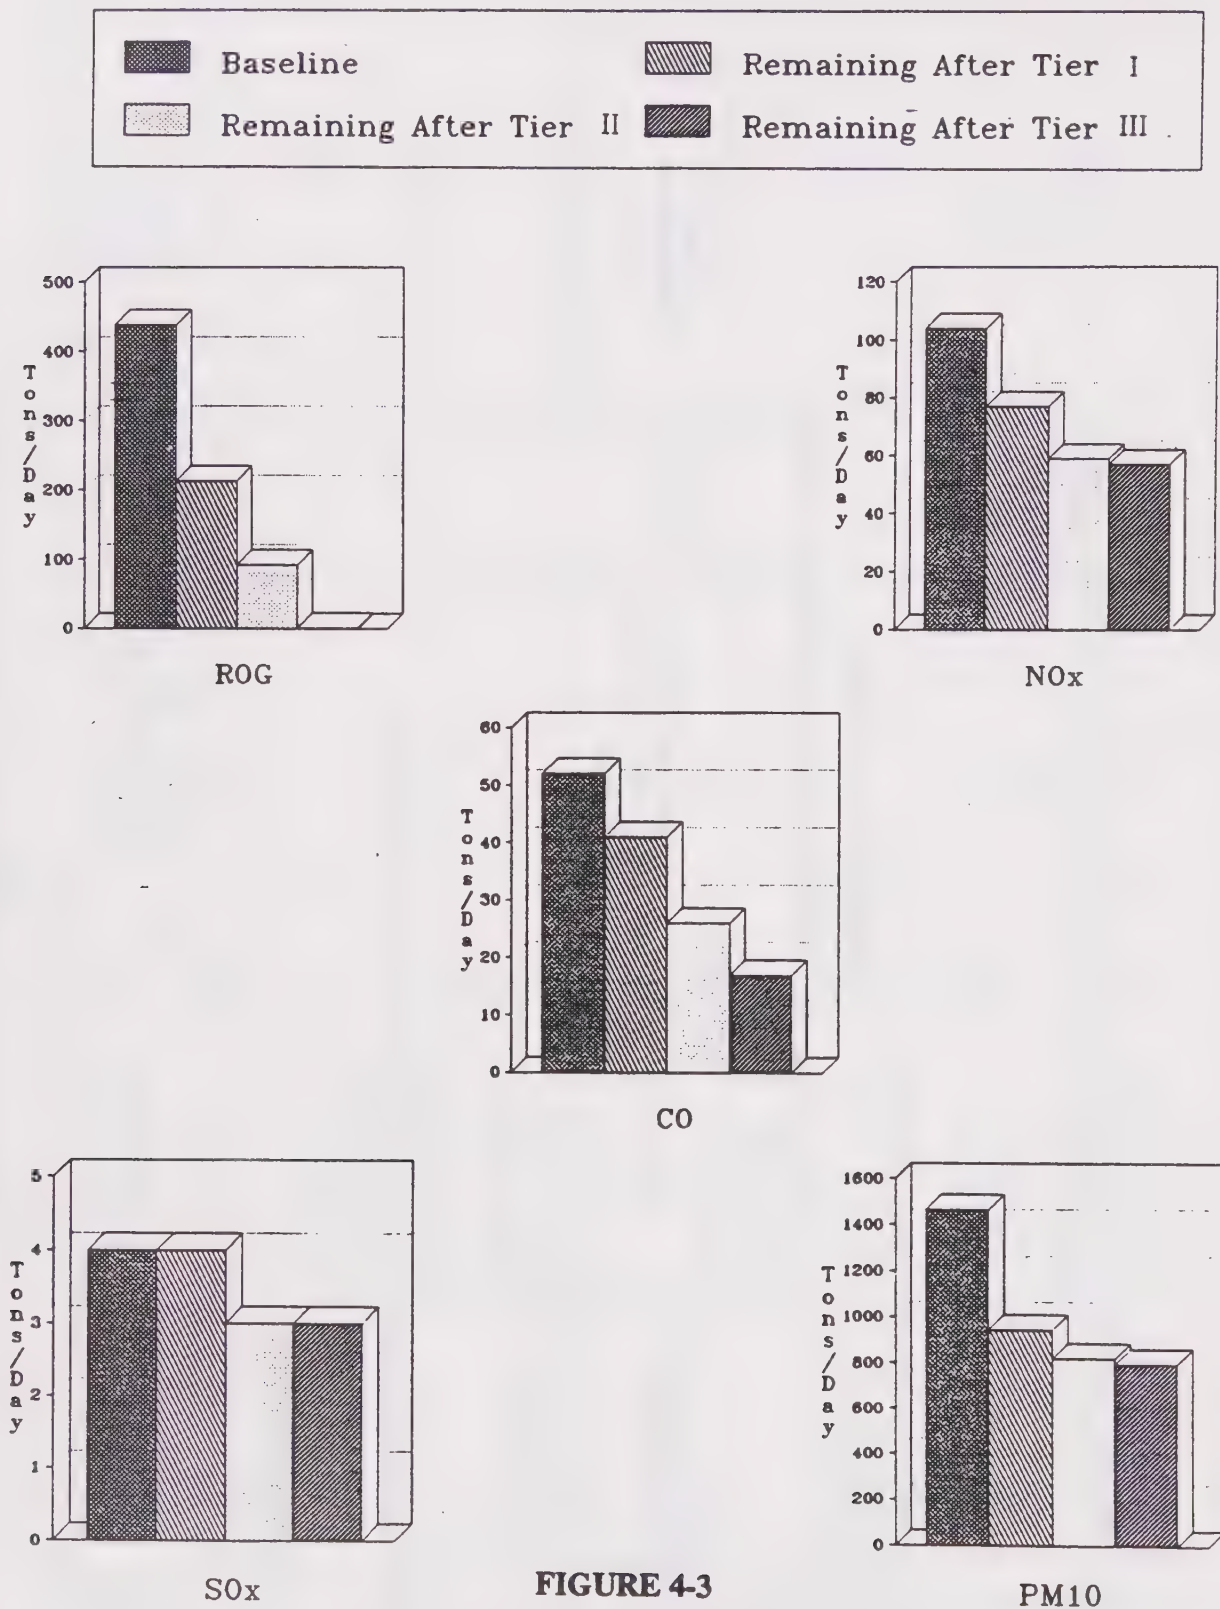 Baseline
Remaining After Tier I
Remaining After Tier II
Remaining After Tier III
500
400
300
200
100
0
Tons/Day
ROG
120
100
80
60
40
20
0
Tons/Day
NOx
60
50
40
30
20
10
0
Tons/Day
CO
5
4
3
2
1
0
Tons/Day
SOx
1600
1400
1200
1000
800
600
400
200
0
Tons/Day
PM10
FIGURE 4-3